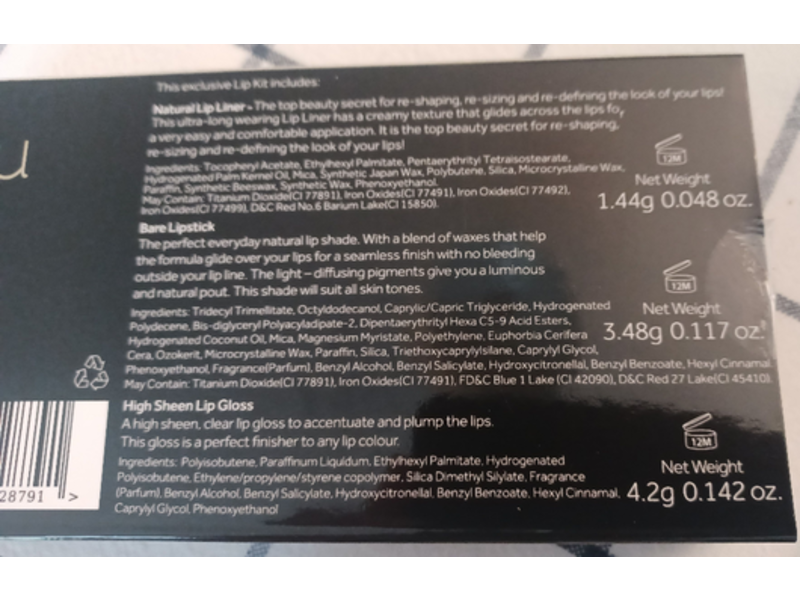 u
This exclusive Lip Kit includes:
Natural Lip Liner - The top beauty secret for re-shaping, re-sizing and re-defining the look of your lips!
This ultra-long wearing Lip Liner has a creamy texture that glides across the lips for
a very easy and comfortable application. It is the top beauty secret for re-shaping,
re-sizing and re-defining the look of your lips!
Ingredients: Tocopheryl Acetate, Ethylhexyl Palmitate, Pentaerythrityl Tetraisostearate,
Hydrogenated Palm Kernel Oil, Mica, Synthetic Japan Wax, Polybutene, Silica, Microcrystalline Wax,
Paraffin, Synthetic Beeswax, Synthetic Wax, Phenoxyethanol.
May Contain: Titanium Dioxide(CI 77891), Iron Oxides(CI 77491), Iron Oxides(CI 77492),
Iron Oxides(CI 77499), D&C Red No.6 Barium Lake(CI 15850).
12M
Net Weight
1.44g 0.048 oz.
Bare Lipstick
The perfect everyday natural lip shade. With a blend of waxes that help
the formula glide over your lips for a seamless finish with no bleeding
outside your lip line. The light – diffusing pigments give you a luminous
and natural pout. This shade will suit all skin tones.
Ingredients: Tridecyl Trimellitate, Octyldodecanol, Caprylic/Capric Triglyceride, Hydrogenated
Polydecene, Bis-diglyceryl Polyacyladipate-2, Dipentaerythrityl Hexa C5-9 Acid Esters,
Hydrogenated Coconut Oil, Mica, Magnesium Myristate, Polyethylene, Euphorbia Cerifera
Cera, Ozokerit, Microcrystalline Wax, Paraffin, Silica, Triethoxycaprylylsilane, Caprylyl Glycol,
Phenoxyethanol, Fragrance(Parfum), Benzyl Alcohol, Benzyl Salicylate, Hydroxycitronellal, Benzyl Benzoate, Hexyl Cinnamal
May Contain: Titanium Dioxide(CI 77891), Iron Oxides(CI 77491), FD&C Blue 1 Lake (CI 42090), D&C Red 27 Lake(CI 45410).
12M
Net Weight
3.48g 0.117 oz.
High Sheen Lip Gloss
A high sheen, clear lip gloss to accentuate and plump the lips.
This gloss is a perfect finisher to any lip colour.
Ingredients: Polyisobutene, Paraffinum Liquidum, Ethylhexyl Palmitate, Hydrogenated
Polyisobutene, Ethylene/propylene/styrene copolymer, Silica Dimethyl Silylate, Fragrance
(Parfum), Benzyl Alcohol, Benzyl Salicylate, Hydroxycitronellal, Benzyl Benzoate, Hexyl Cinnamal,
Caprylyl Glycol, Phenoxyethanol
12M
Net Weight
4.2g 0.142 oz.
28791 >